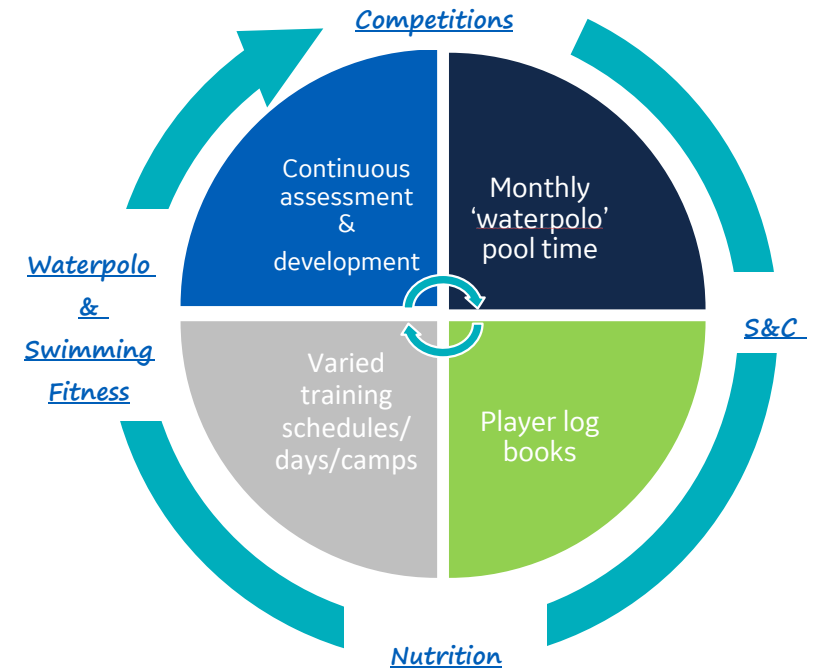 Competitions
Continuous
assessment
&
development
Monthly
‘waterpolo’
pool time
Waterpolo
&
Swimming
Fitness
S&C
Varied
training
schedules/
days/camps
Player log
books
Nutrition